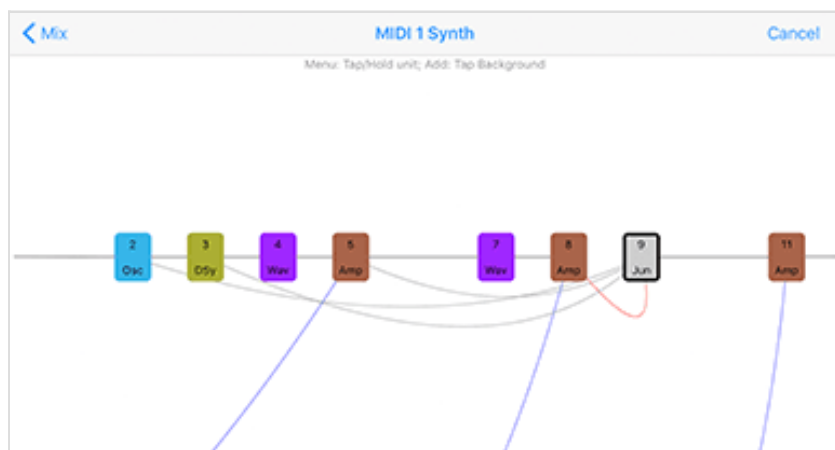 Mix MIDI 1 Synth Cancel
Menu: Tap/Hold unit; Add: Tap Background
2 3 4 5 7 8 9 11
Osc DSy Wav Amp Wav Amp Jun Amp